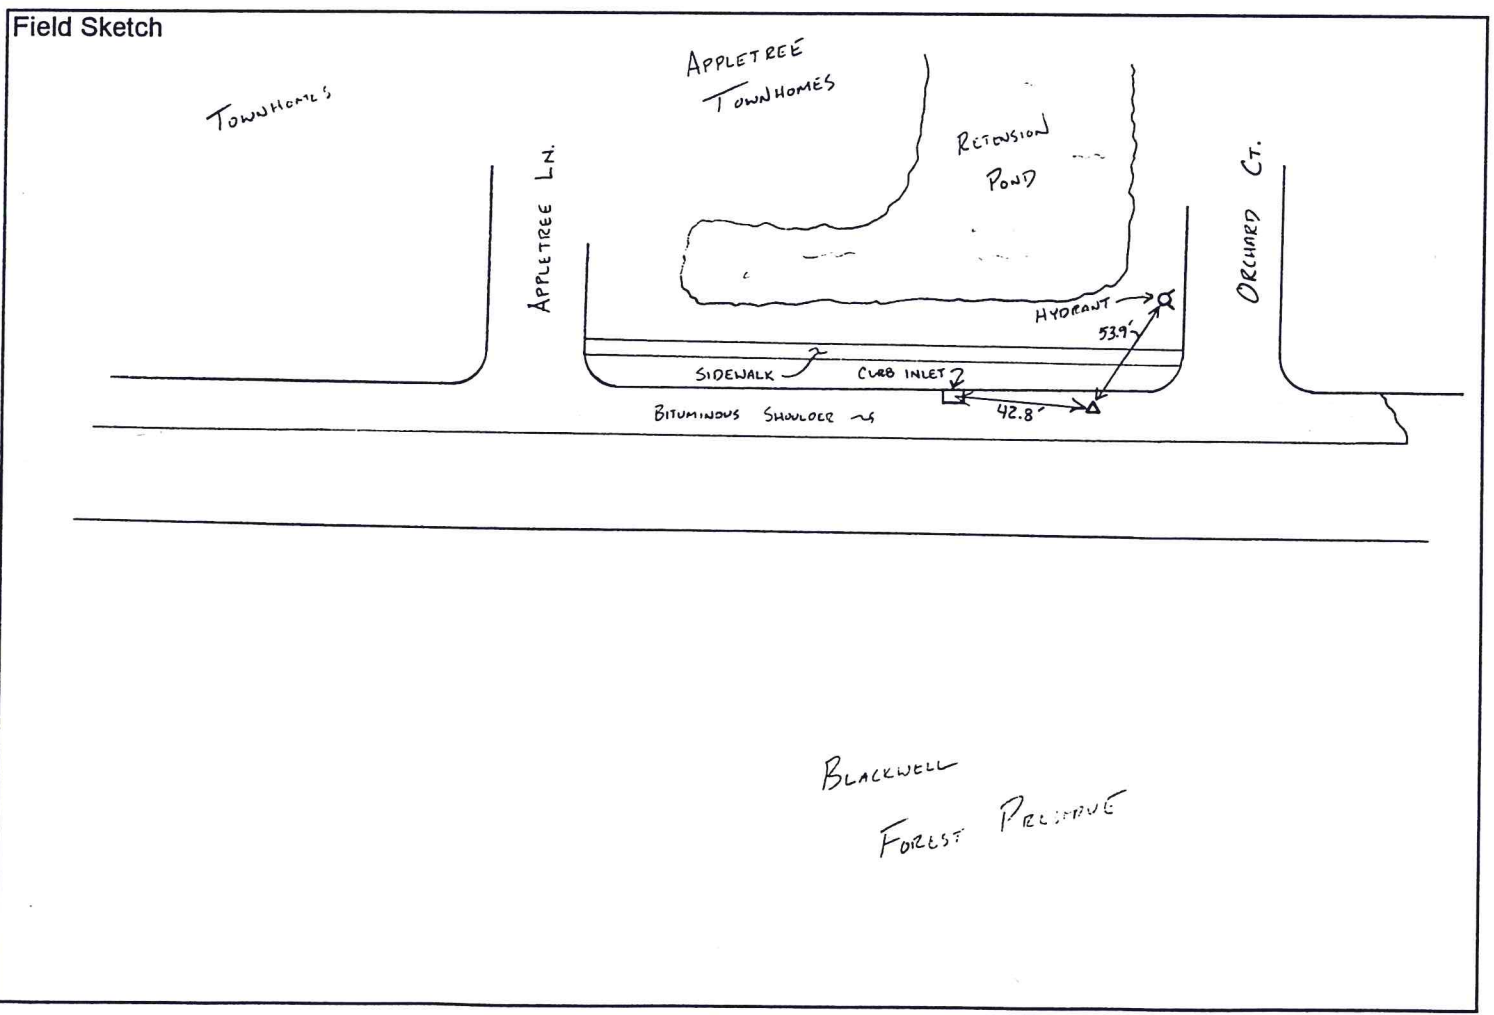 Field Sketch
TOWNHOMES
APPLETREE
TOWNHOMES
RETENSION
POND
APPLETREE LN.
ORCHARD CT.
HYDRANT
53.9'
SIDEWALK
CURB INLET
42.8'
BITUMINOUS SHOULDER
BLACKWELL
FOREST PRESERVE